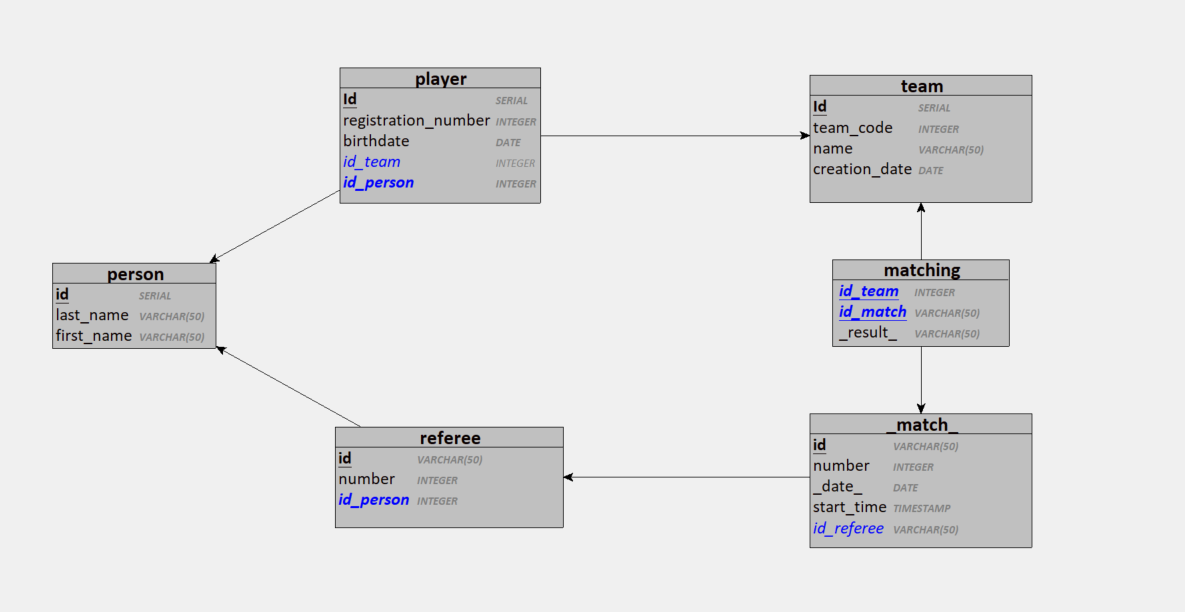 player
Id SERIAL
registration_number INTEGER
birthdate DATE
id_team INTEGER
id_person INTEGER
team
Id SERIAL
team_code INTEGER
name VARCHAR(50)
creation_date DATE
person
id SERIAL
last_name VARCHAR(50)
first_name VARCHAR(50)
matching
id_team INTEGER
id_match VARCHAR(50)
_result_ VARCHAR(50)
referee
id VARCHAR(50)
number INTEGER
id_person INTEGER
_match_
id VARCHAR(50)
number INTEGER
_date_ DATE
start_time TIMESTAMP
id_referee VARCHAR(50)